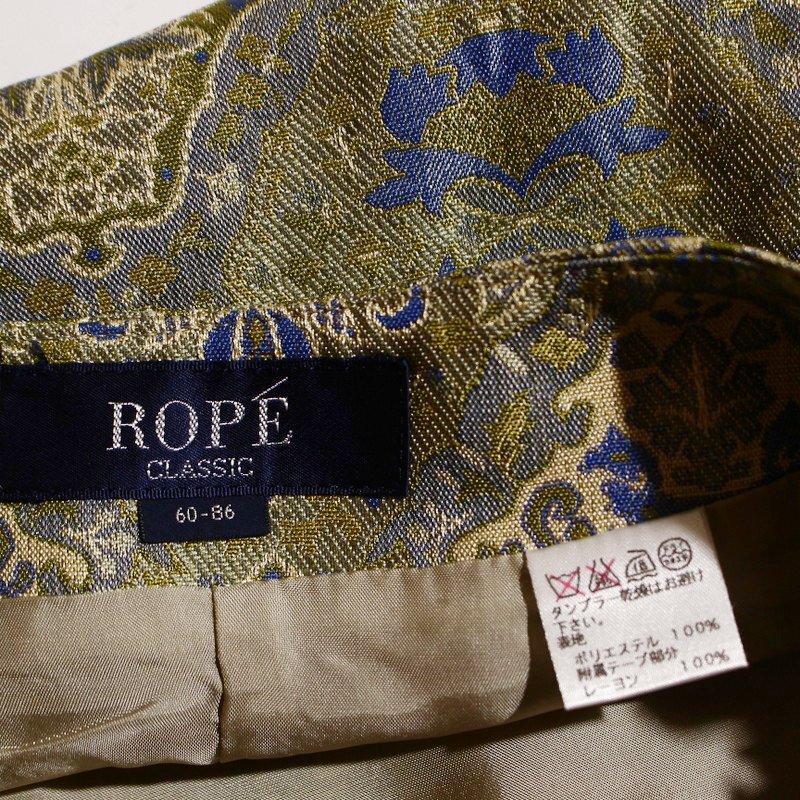 ROPÉ
CLASSIC
60-86
タンブラー乾燥はお避け
下さい。
表地
ポリエステル 100%
附属テープ部分
レーヨン 100%